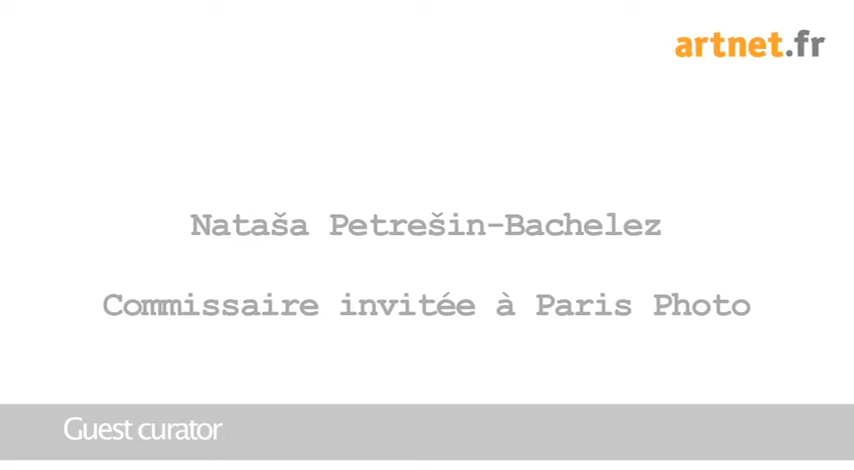 artnet.fr
Nataša Petrešin-Bachelez
Commissaire invitée à Paris Photo
Guest curator